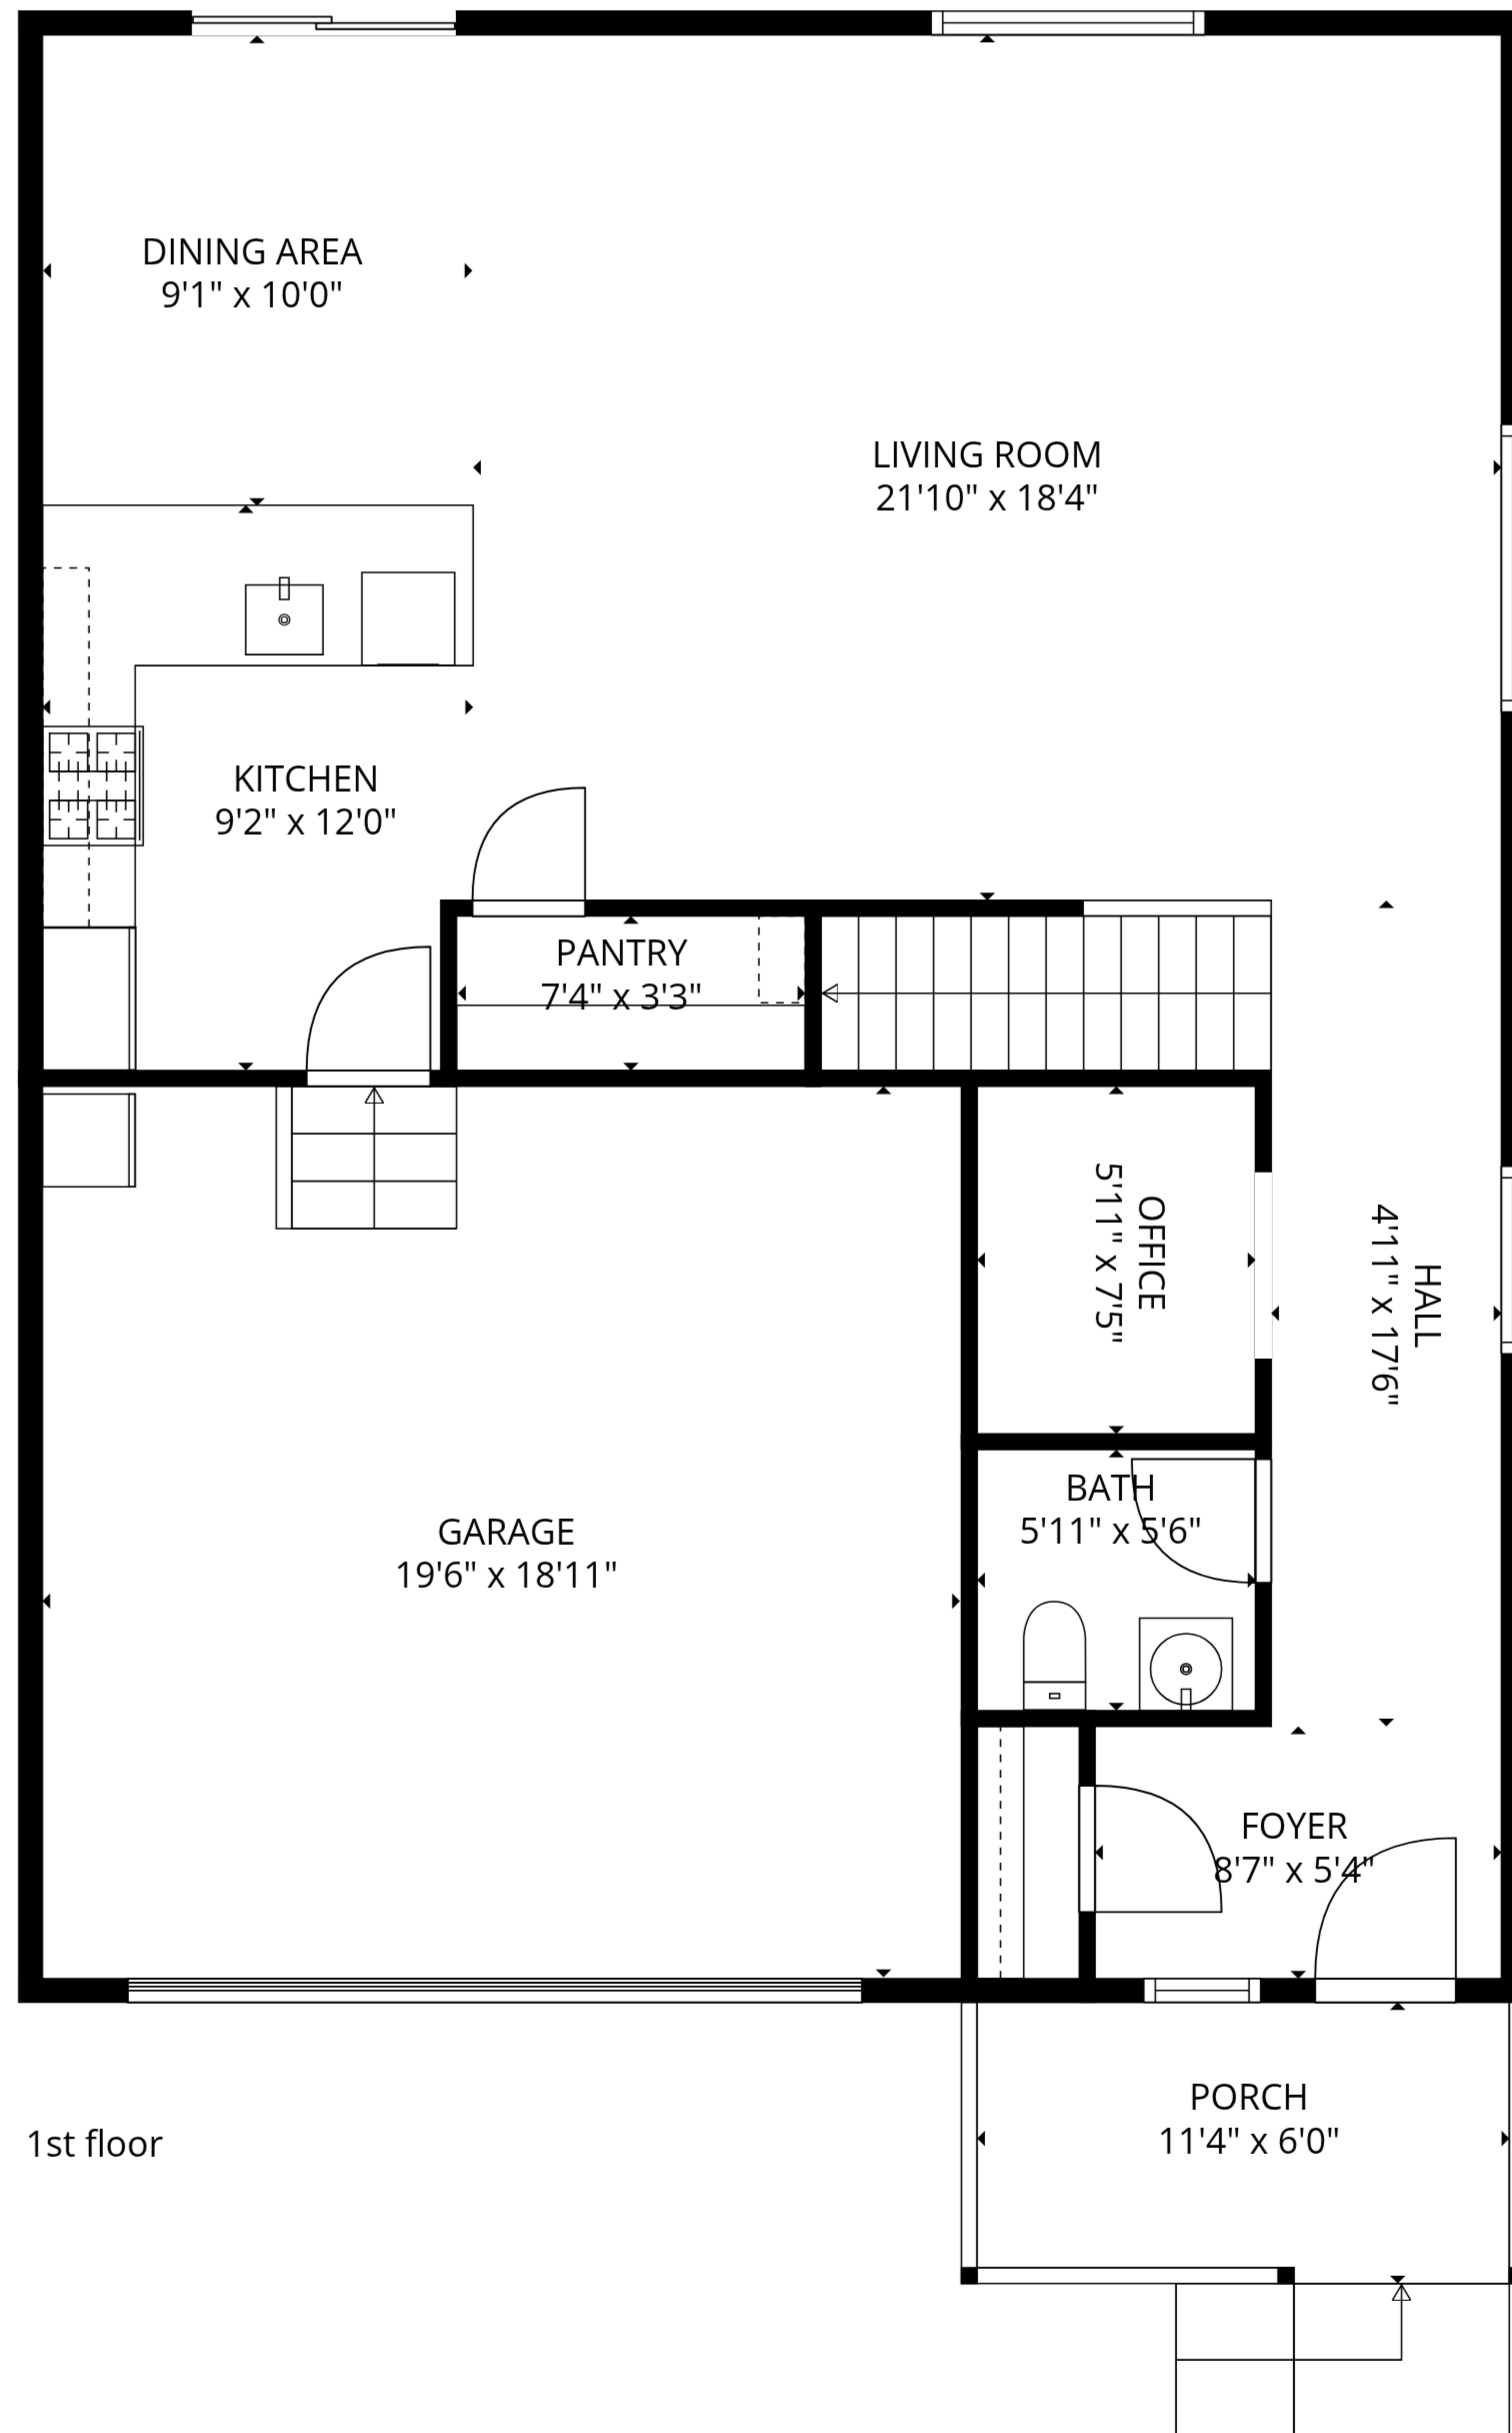 DINING AREA
9'1" x 10'0"
LIVING ROOM
21'10" x 18'4"
KITCHEN
9'2" x 12'0"
PANTRY
7'4" x 3'3"
OFFICE
5'11" x 7'5"
HALL
4'11" x 17'6"
BATH
5'11" x 5'6"
GARAGE
19'6" x 18'11"
FOYER
8'7" x 5'4"
PORCH
11'4" x 6'0"
1st floor